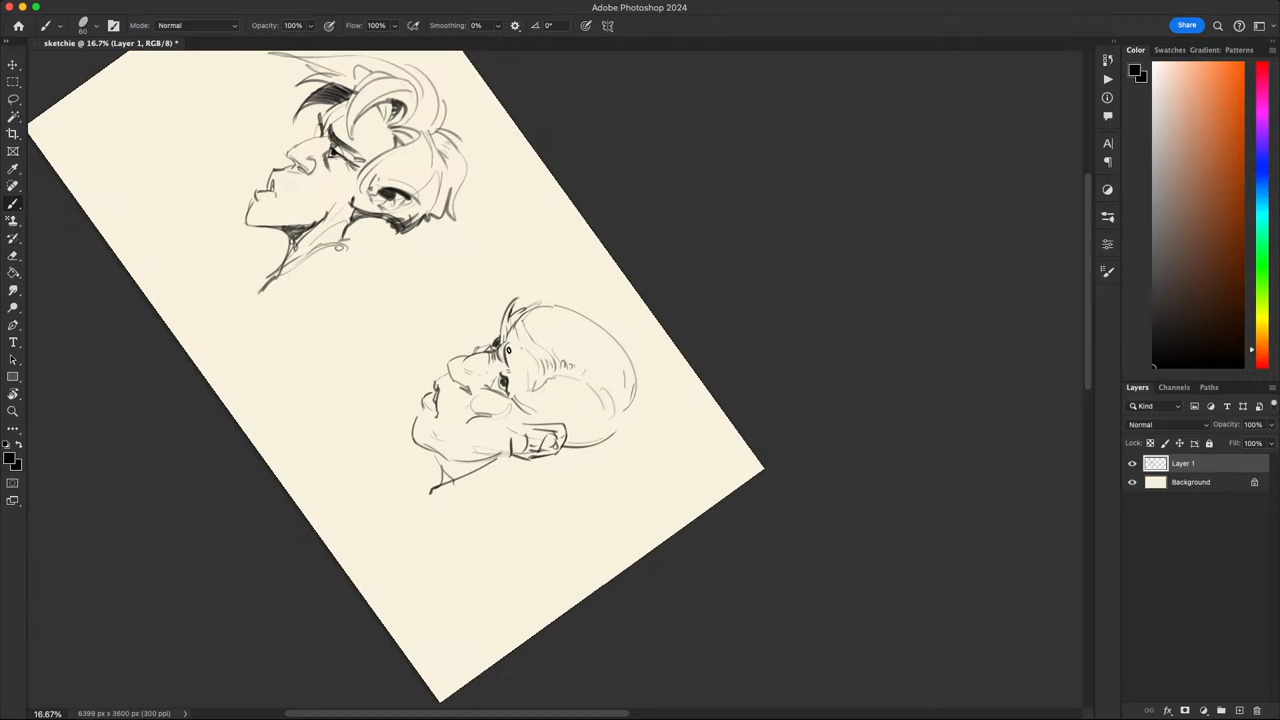 Adobe Photoshop 2024
60
Mode: Normal
Opacity: 100%
Flow: 100%
Smoothing: 0%
0°
Share
sketchie @ 16.7% (Layer 1, RGB/8) *
Color Swatches Gradients Patterns
Layers Channels Paths
Kind
Normal Opacity: 100%
Lock: Fill: 100%
Layer 1
Background
16.67% 6399 px x 3600 px (300 ppi)